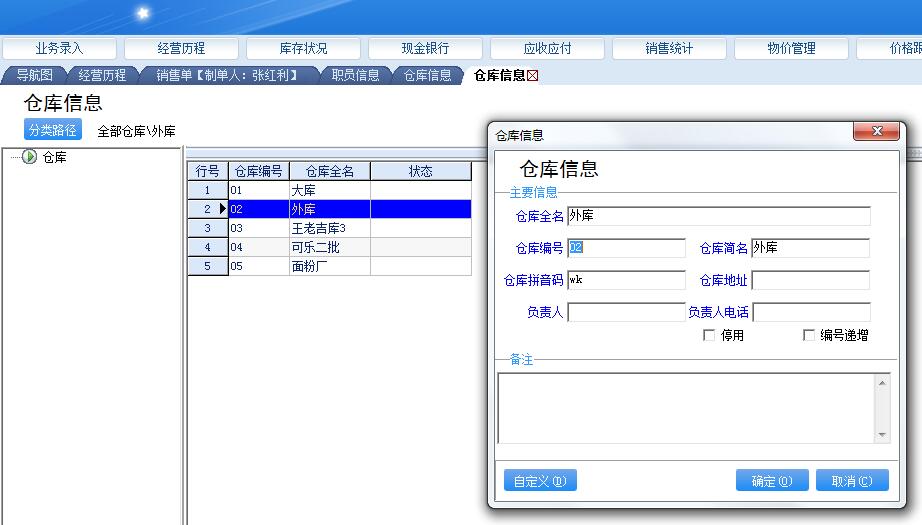 业务录入 经营历程 库存状况 现金银行 应收应付 销售统计 物价管理 价格跟
导航图 经营历程 销售单【制单人：张红利】 职员信息 仓库信息 仓库信息
仓库信息
分类路径 全部仓库\外库
仓库
行号 仓库编号 仓库全名 状态
1 01 大库
2 02 外库
3 03 王老吉库3
4 04 可乐二批
5 05 面粉厂
仓库信息
仓库信息
主要信息
仓库全名 外库
仓库编号 02 仓库简名 外库
仓库拼音码 wk 仓库地址
负责人 负责人电话
停用 编号递增
备注
自定义(D) 确定(O) 取消(C)